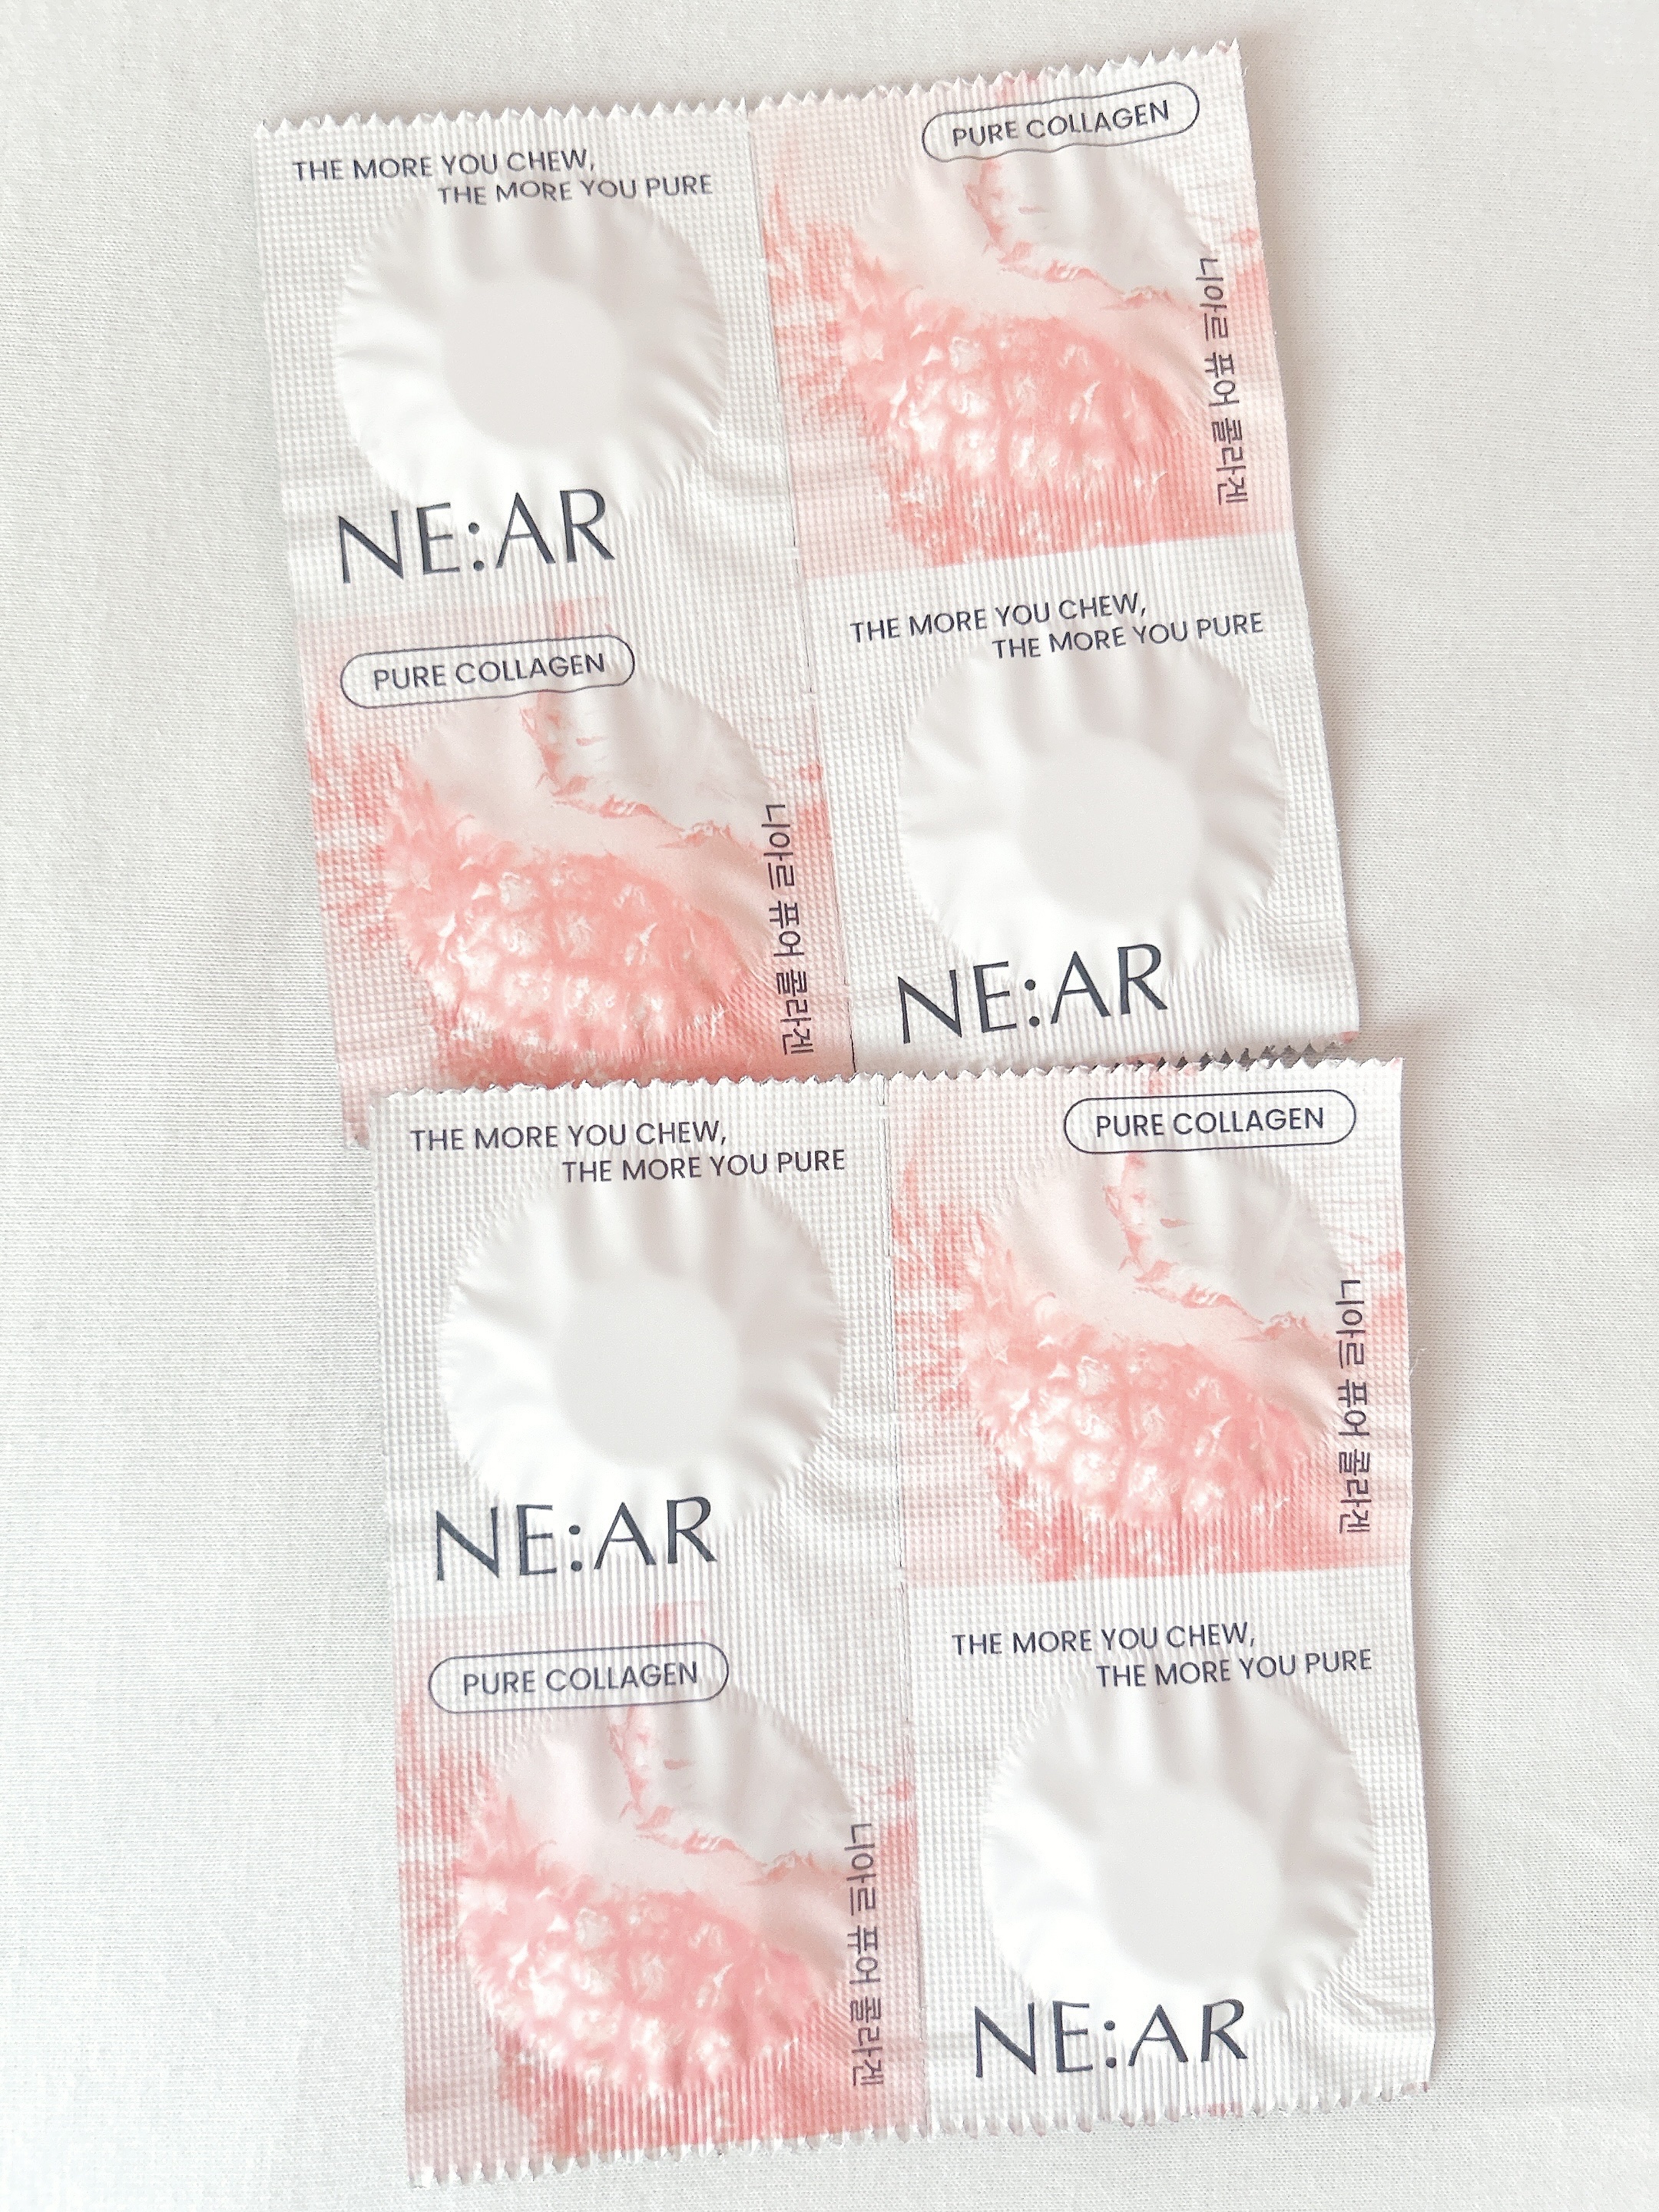 THE MORE YOU CHEW,
THE MORE YOU PURE
NE:AR
PURE COLLAGEN
니아르 퓨어 콜라겐
PURE COLLAGEN
니아르 퓨어 콜라겐
THE MORE YOU CHEW,
THE MORE YOU PURE
NE:AR
THE MORE YOU CHEW,
THE MORE YOU PURE
NE:AR
PURE COLLAGEN
니아르 퓨어 콜라겐
PURE COLLAGEN
니아르 퓨어 콜라겐
THE MORE YOU CHEW,
THE MORE YOU PURE
NE:AR